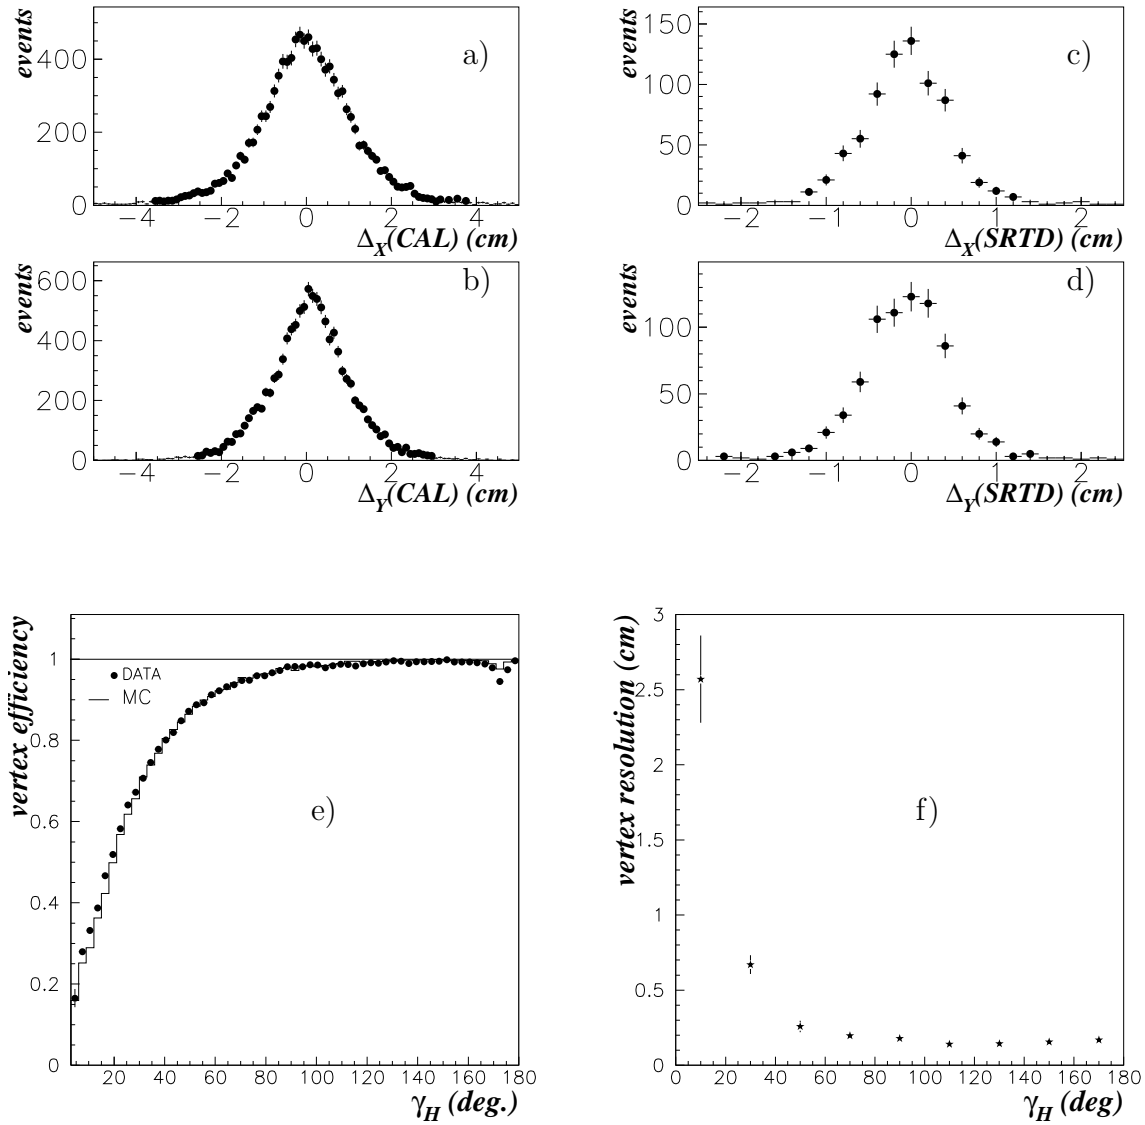 events
a)
400
200
0
−4 −2 0 2 4
Δ_X(CAL) (cm)
events
c)
150
100
50
0
−2 −1 0 1 2
Δ_X(SRTD) (cm)
events
b)
600
400
200
0
−4 −2 0 2 4
Δ_Y(CAL) (cm)
events
d)
100
50
0
−2 −1 0 1 2
Δ_Y(SRTD) (cm)
vertex efficiency
1
0.8
0.6
0.4
0.2
0
DATA
MC
e)
20 40 60 80 100 120 140 160 180
γ_H (deg.)
vertex resolution (cm)
3
2.5
2
1.5
1
0.5
0
f)
0 20 40 60 80 100 120 140 160 180
γ_H (deg)